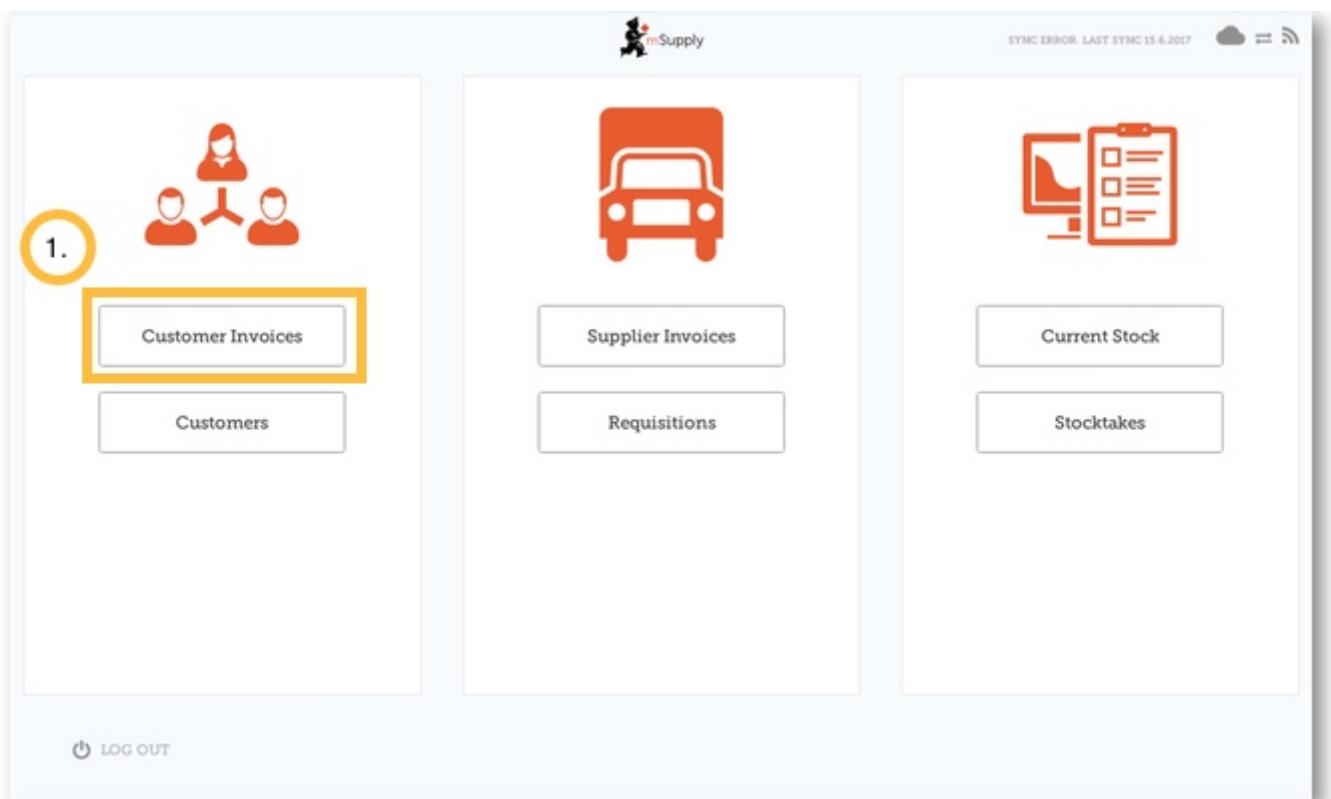 mSupply
SYNC ERROR. LAST SYNC 15.6.2017
1.
Customer Invoices
Customers
Supplier Invoices
Requisitions
Current Stock
Stocktakes
LOG OUT